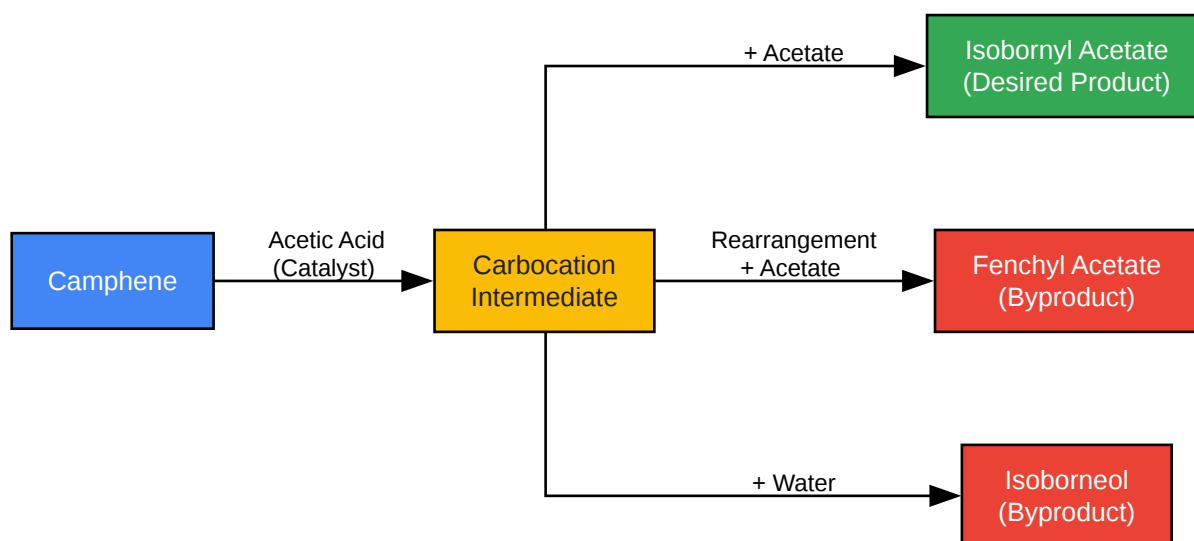 + Acetate
Isobornyl Acetate
(Desired Product)
Camphene
Acetic Acid
(Catalyst)
Carbocation
Intermediate
Rearrangement
+ Acetate
Fenchyl Acetate
(Byproduct)
+ Water
Isoborneol
(Byproduct)